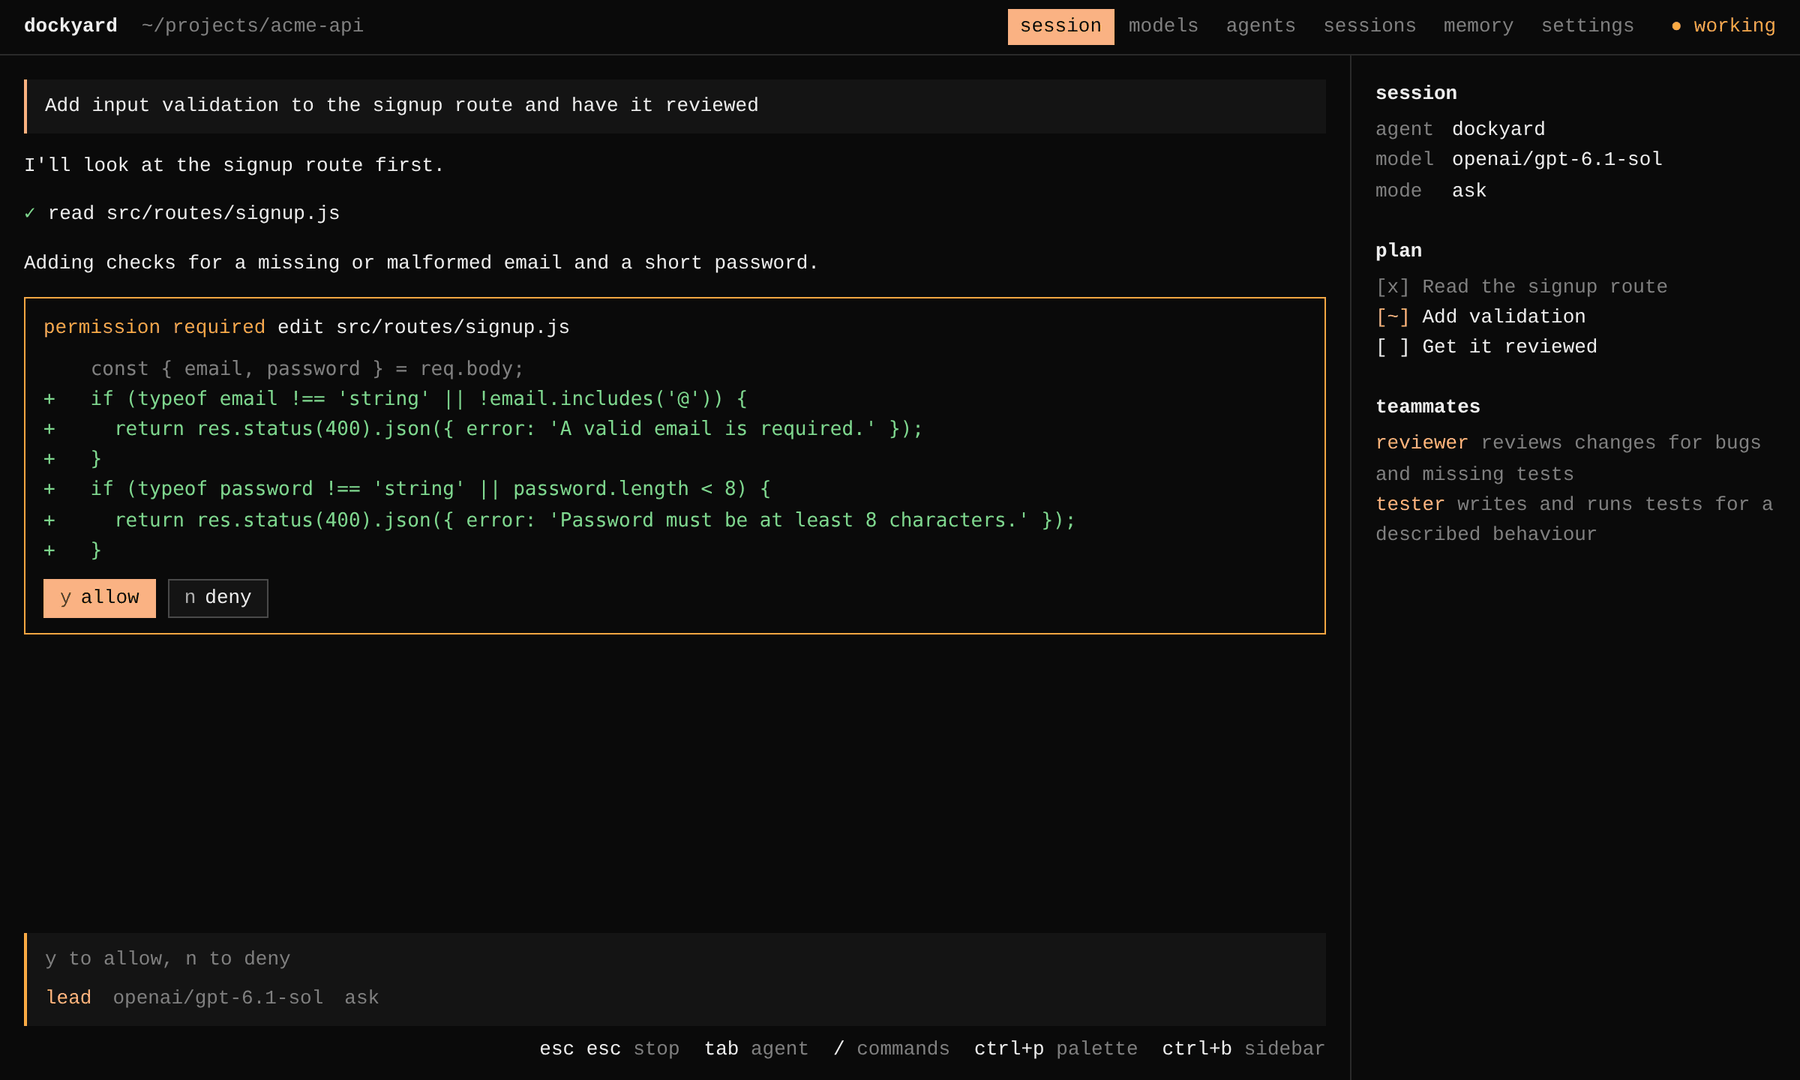 dockyard ~/projects/acme-api session models agents sessions memory settings ● working
Add input validation to the signup route and have it reviewed
I'll look at the signup route first.
✓ read src/routes/signup.js
Adding checks for a missing or malformed email and a short password.
permission required edit src/routes/signup.js
    const { email, password } = req.body;
+   if (typeof email !== 'string' || !email.includes('@')) {
+     return res.status(400).json({ error: 'A valid email is required.' });
+   }
+   if (typeof password !== 'string' || password.length < 8) {
+     return res.status(400).json({ error: 'Password must be at least 8 characters.' });
+   }
y allow n deny
y to allow, n to deny
lead openai/gpt-6.1-sol ask
esc esc stop tab agent / commands ctrl+p palette ctrl+b sidebar
session
agent dockyard
model openai/gpt-6.1-sol
mode ask
plan
[x] Read the signup route
[~] Add validation
[ ] Get it reviewed
teammates
reviewer reviews changes for bugs
and missing tests
tester writes and runs tests for a
described behaviour